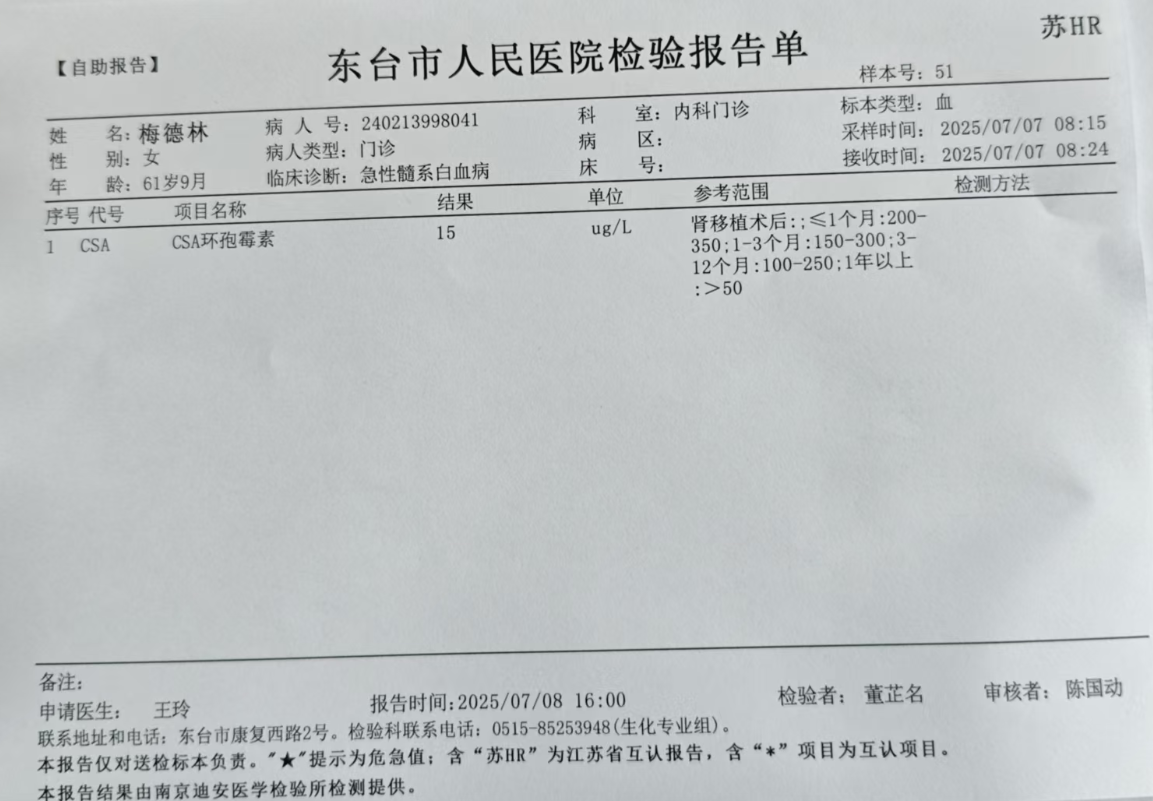 苏HR
【自助报告】
东台市人民医院检验报告单
样本号: 51
姓 名: 梅德林 病 人 号: 240213998041 科 室: 内科门诊 标本类型: 血
性 别: 女 病人类型: 门诊 病 区: 采样时间: 2025/07/07 08:15
年 龄: 61岁9月 临床诊断: 急性髓系白血病 床 号: 接收时间: 2025/07/07 08:24
序号 代号 项目名称 结果 单位 参考范围 检测方法
1 CSA CSA环孢霉素 15 ug/L 肾移植术后:;≤1个月:200-
350;1-3个月:150-300;3-
12个月:100-250;1年以上
:>50
备注:
申请医生: 王玲 报告时间:2025/07/08 16:00 检验者: 董芷名 审核者: 陈国动
联系地址和电话: 东台市康复西路2号。检验科联系电话: 0515-85253948(生化专业组)。
本报告仅对送检标本负责。"★"提示为危急值; 含“苏HR”为江苏省互认报告, 含“*”项目为互认项目。
本报告结果由南京迪安医学检验所检测提供。